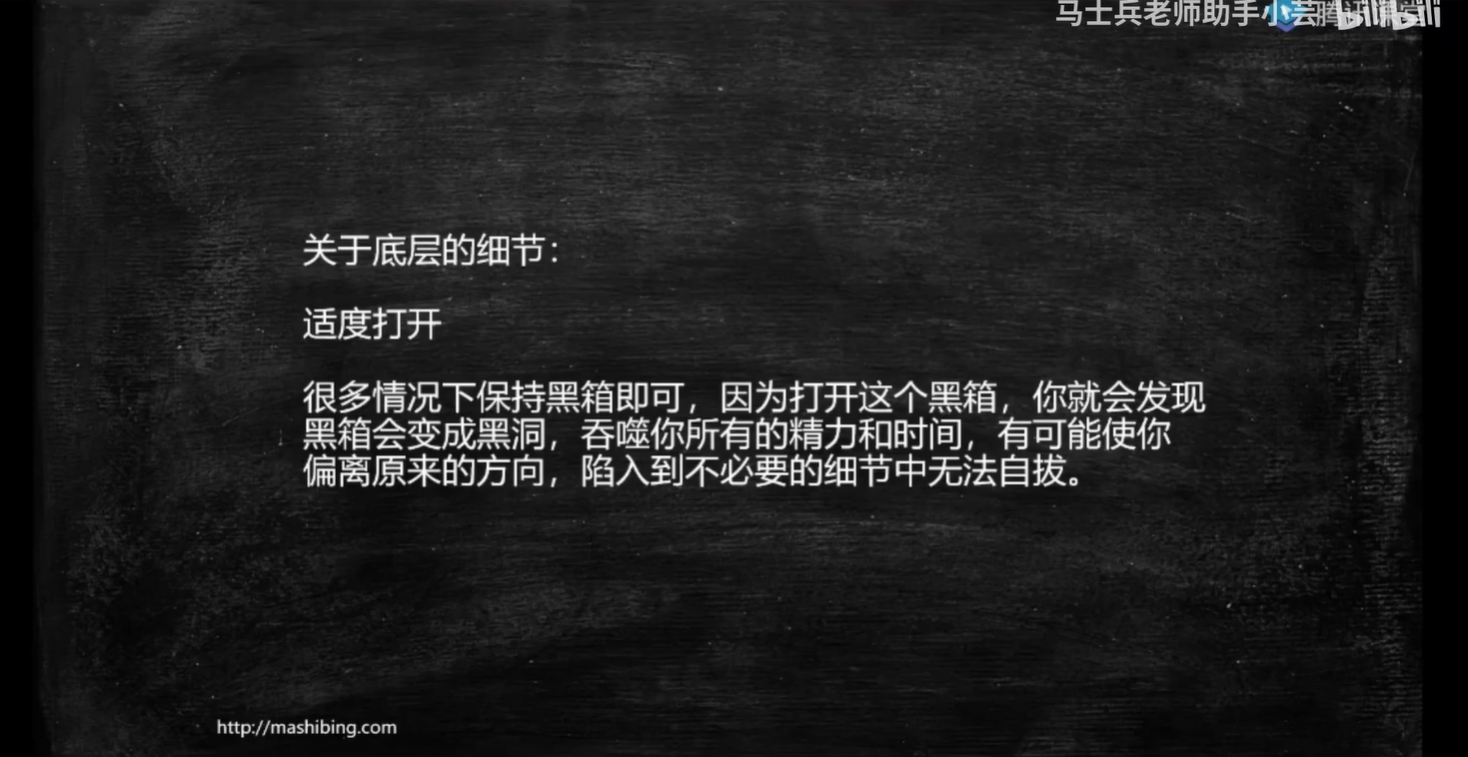 马士兵老师助手小芸
bilibili
关于底层的细节：
适度打开
很多情况下保持黑箱即可，因为打开这个黑箱，你就会发现
黑箱会变成黑洞，吞噬你所有的精力和时间，有可能使你
偏离原来的方向，陷入到不必要的细节中无法自拔。
http://mashibing.com